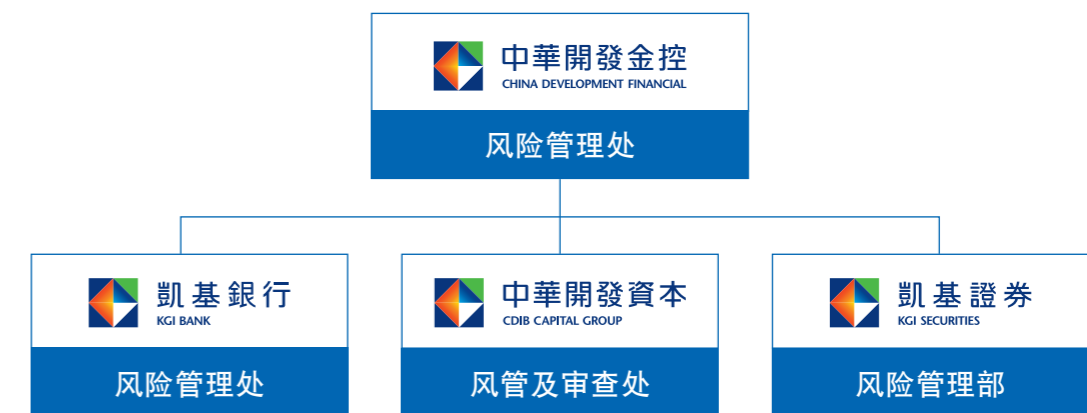 中華開發金控
CHINA DEVELOPMENT FINANCIAL
风险管理处
凱基銀行
KGI BANK
风险管理处
中華開發資本
CDIB CAPITAL GROUP
风管及审查处
凱基證券
KGI SECURITIES
风险管理部